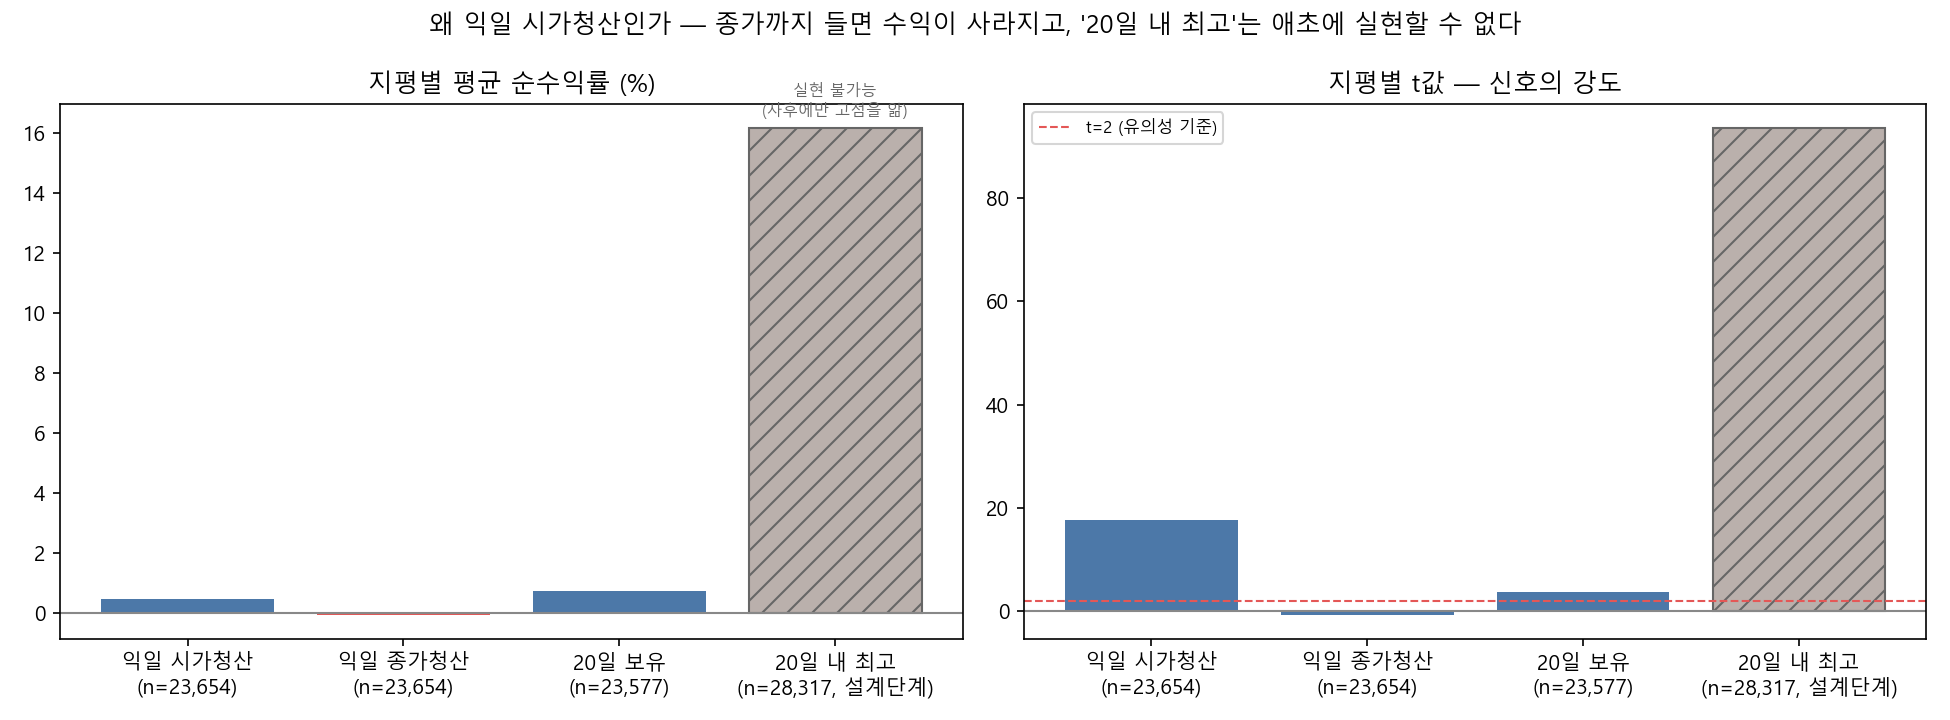 왜 익일 시가청산인가 — 종가까지 들면 수익이 사라지고, '20일 내 최고'는 애초에 실현할 수 없다
지평별 평균 순수익률 (%)
실현 불가능
(사후에만 고점을 앎)
16
14
12
10
8
6
4
2
0
익일 시가청산
(n=23,654)
익일 종가청산
(n=23,654)
20일 보유
(n=23,577)
20일 내 최고
(n=28,317, 설계단계)
지평별 t값 — 신호의 강도
t=2 (유의성 기준)
80
60
40
20
0
익일 시가청산
(n=23,654)
익일 종가청산
(n=23,654)
20일 보유
(n=23,577)
20일 내 최고
(n=28,317, 설계단계)